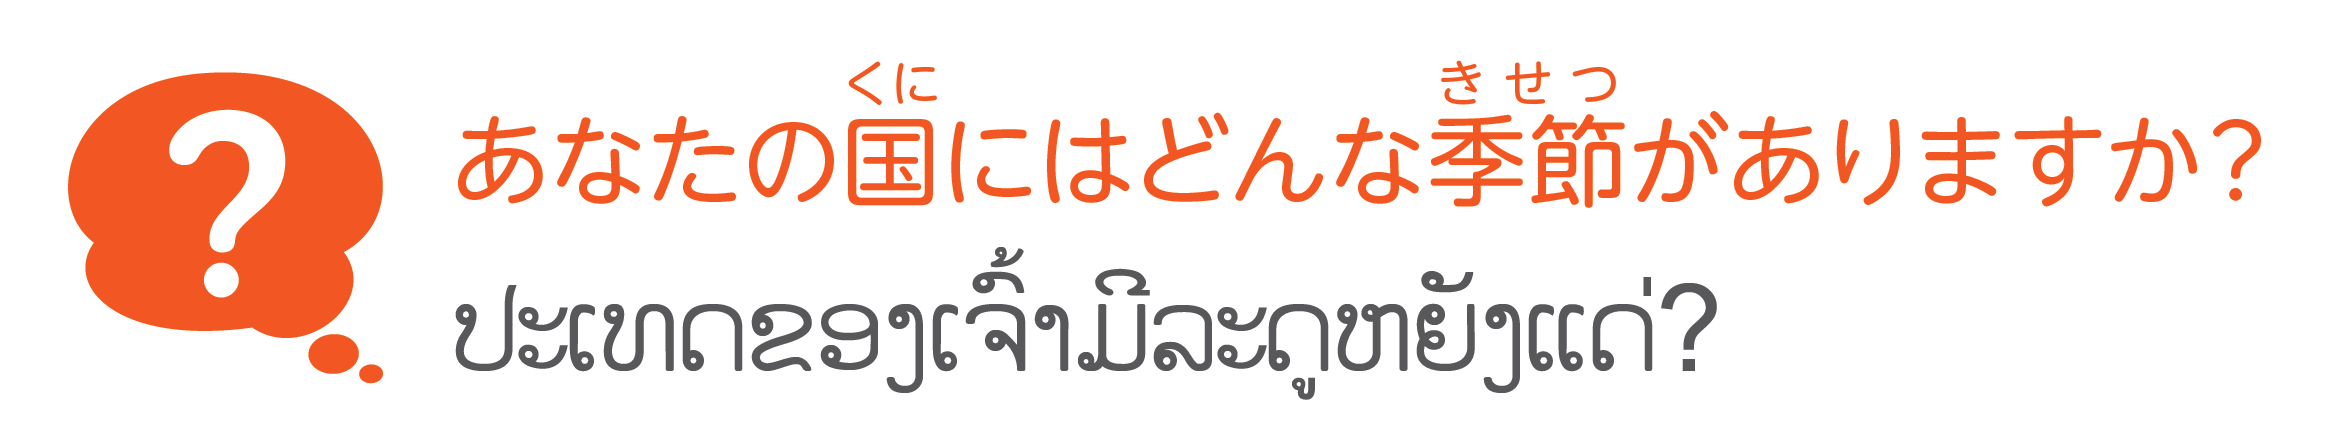 ?
くに きせつ
あなたの国にはどんな季節がありますか？
ປະເທດຂອງເຈົ້າມີລະດູຫຍັງແດ່?